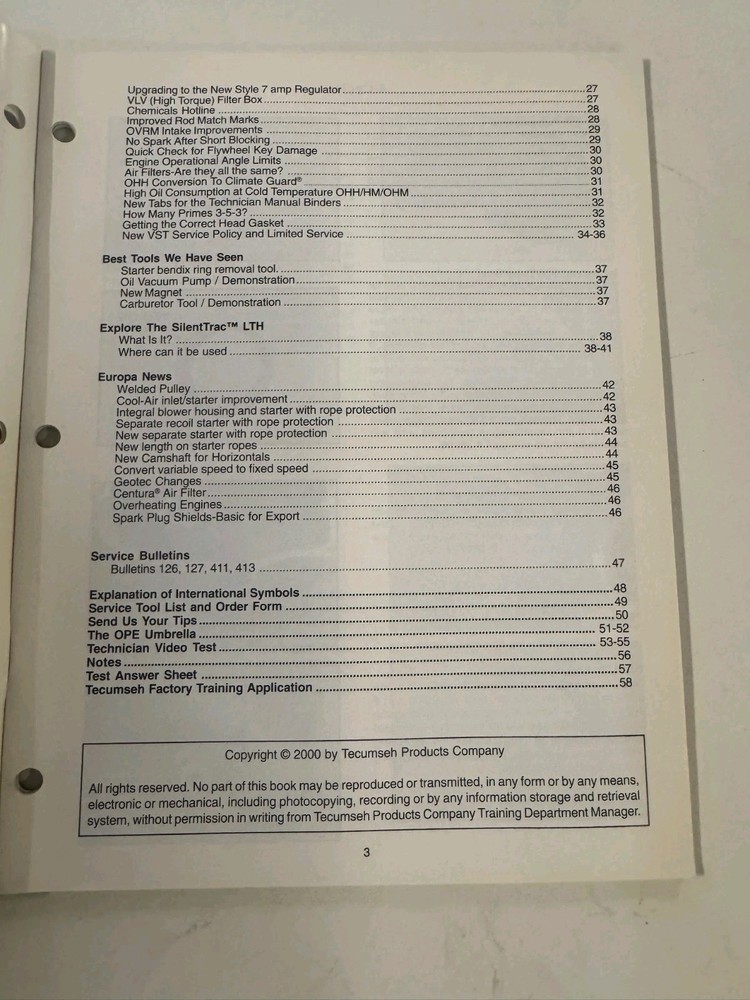 Upgrading to the New Style 7 amp Regulator....................27
VLV (High Torque) Filter Box....................27
Chemicals Hotline ....................28
Improved Rod Match Marks....................28
OVRM Intake Improvements ....................29
No Spark After Short Blocking....................29
Quick Check for Flywheel Key Damage ....................30
Engine Operational Angle Limits ....................30
Air Filters-Are they all the same? ....................30
OHH Conversion To Climate Guard® ....................31
High Oil Consumption at Cold Temperature OHH/HM/OHM....................31
New Tabs for the Technician Manual Binders....................32
How Many Primes 3-5-3?....................32
Getting the Correct Head Gasket ....................33
New VST Service Policy and Limited Service .................... 34-36
Best Tools We Have Seen
Starter bendix ring removal tool.....................37
Oil Vacuum Pump / Demonstration....................37
New Magnet ....................37
Carburetor Tool / Demonstration ....................37
Explore The SilentTrac™ LTH
What Is It? ....................38
Where can it be used.................... 38-41
Europa News
Welded Pulley ....................42
Cool-Air inlet/starter improvement....................42
Integral blower housing and starter with rope protection ....................43
Separate recoil starter with rope protection ....................43
New separate starter with rope protection ....................43
New length on starter ropes ....................44
New Camshaft for Horizontals ....................44
Convert variable speed to fixed speed ....................45
Geotec Changes ....................45
Centura® Air Filter....................46
Overheating Engines....................46
Spark Plug Shields-Basic for Export ....................46
Service Bulletins
Bulletins 126, 127, 411, 413 ....................47
Explanation of International Symbols ....................48
Service Tool List and Order Form ....................49
Send Us Your Tips....................50
The OPE Umbrella.................... 51-52
Technician Video Test.................... 53-55
Notes ....................56
Test Answer Sheet ....................57
Tecumseh Factory Training Application ....................58
Copyright © 2000 by Tecumseh Products Company
All rights reserved. No part of this book may be reproduced or transmitted, in any form or by any means,
electronic or mechanical, including photocopying, recording or by any information storage and retrieval
system, without permission in writing from Tecumseh Products Company Training Department Manager.
3